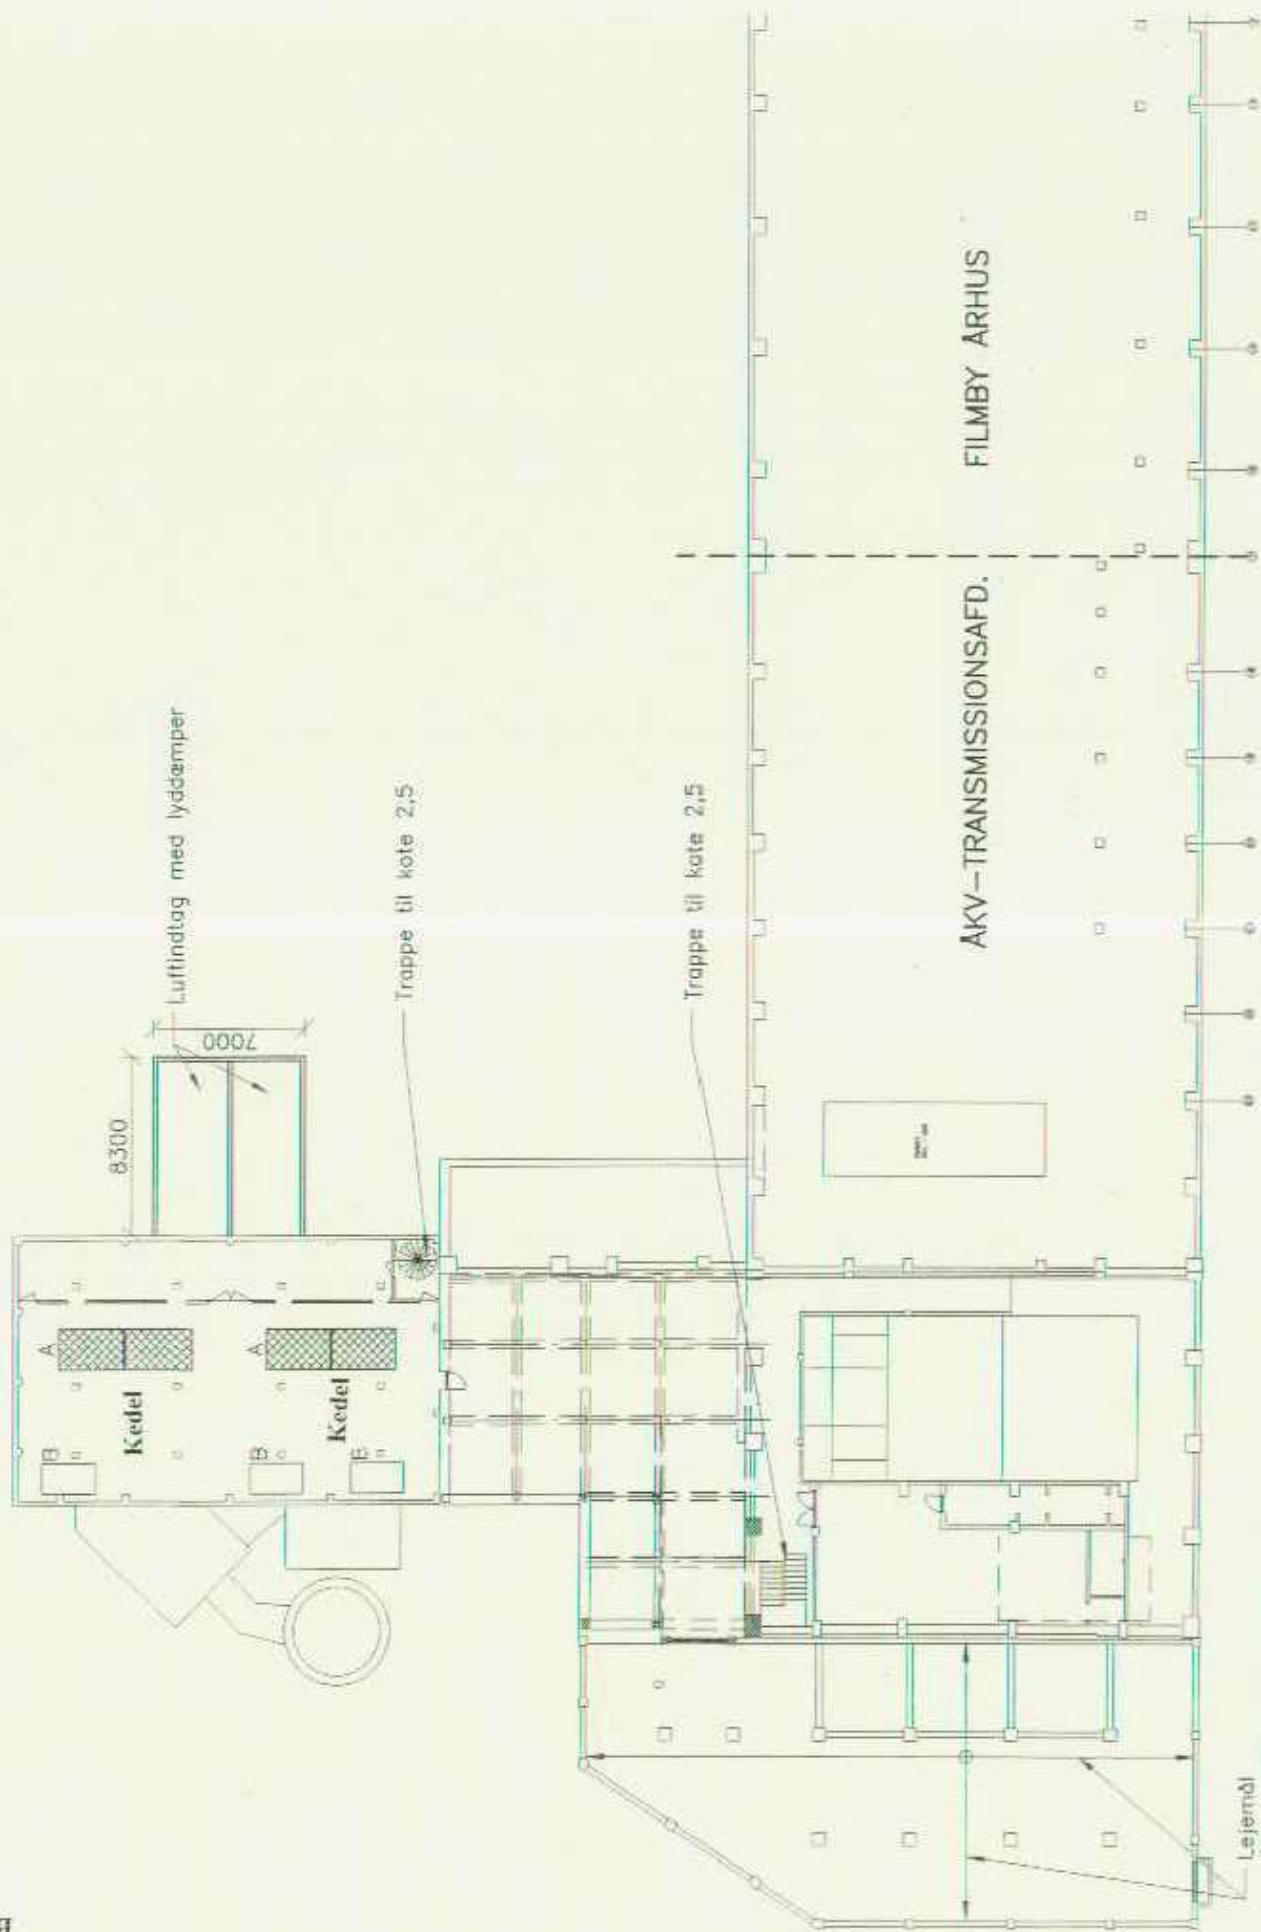 Luftindtag med lyddæmper
8300
7000
Trappe til kote 2,5
A
A
Kedel
Kedel
B
B
B
Trappe til kote 2,5
FILMBY ÅRHUS
ÅKV-TRANSMISSIONSAFD.
Lejemål